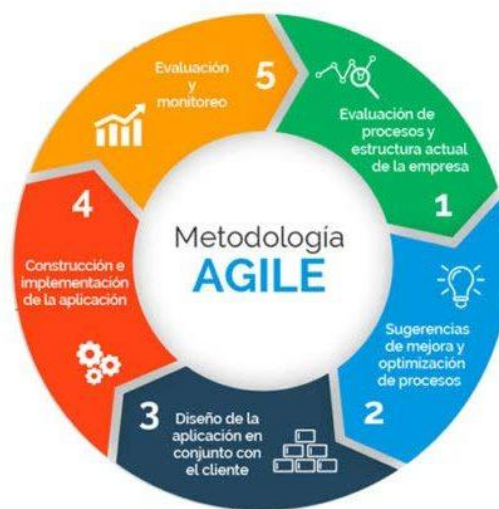 Metodología
AGILE
Evaluación de
procesos y
estructura actual
de la empresa
1
Sugerencias
de mejora y
optimización
de procesos
2
3
Diseño de la
aplicación en
conjunto con
el cliente
4
Construcción e
implementación
de la aplicación
Evaluación
y
monitoreo
5